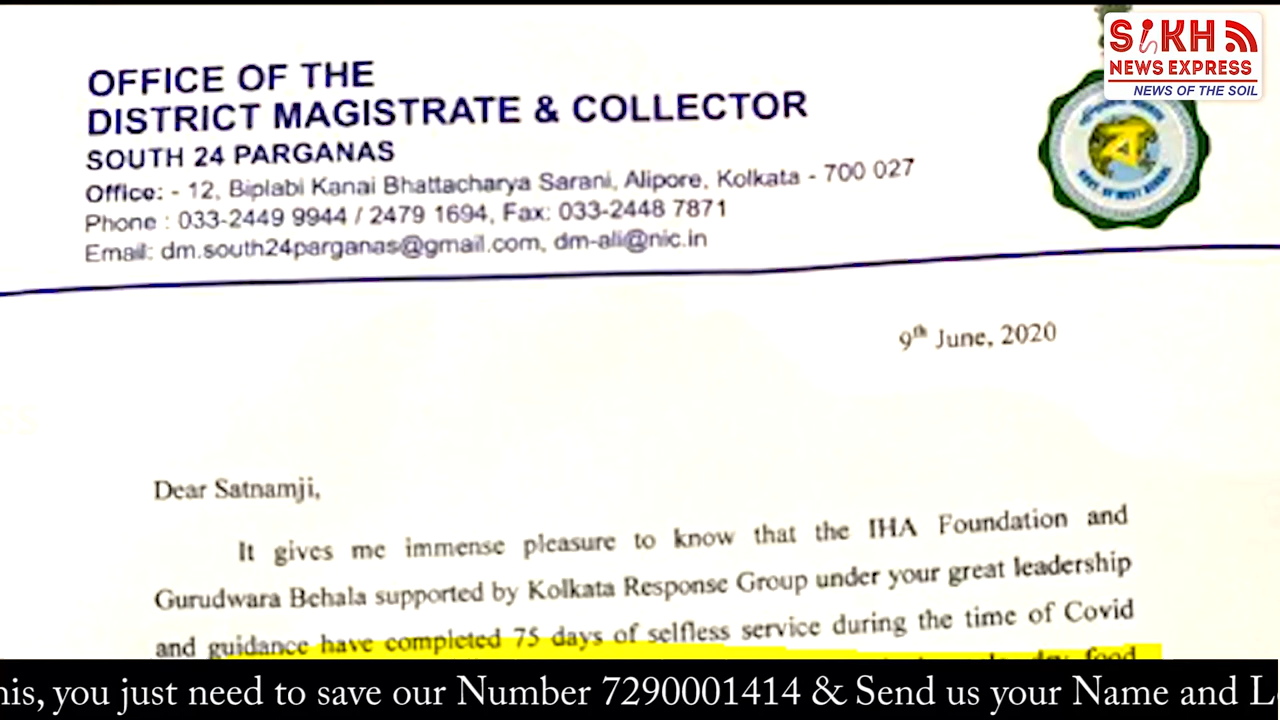 SIKH
NEWS EXPRESS
NEWS OF THE SOIL
OFFICE OF THE
DISTRICT MAGISTRATE & COLLECTOR
SOUTH 24 PARGANAS
Office: - 12, Biplabi Kanai Bhattacharya Sarani, Alipore, Kolkata - 700 027
Phone : 033-2449 9944 / 2479 1694, Fax: 033-2448 7871
Email: dm.south24parganas@gmail.com, dm-ali@nic.in
9th June, 2020
Dear Satnamji,
It gives me immense pleasure to know that the IHA Foundation and
Gurudwara Behala supported by Kolkata Response Group under your great leadership
and guidance have completed 75 days of selfless service during the time of Covid
dry food
his, you just need to save our Number 7290001414 & Send us your Name and L